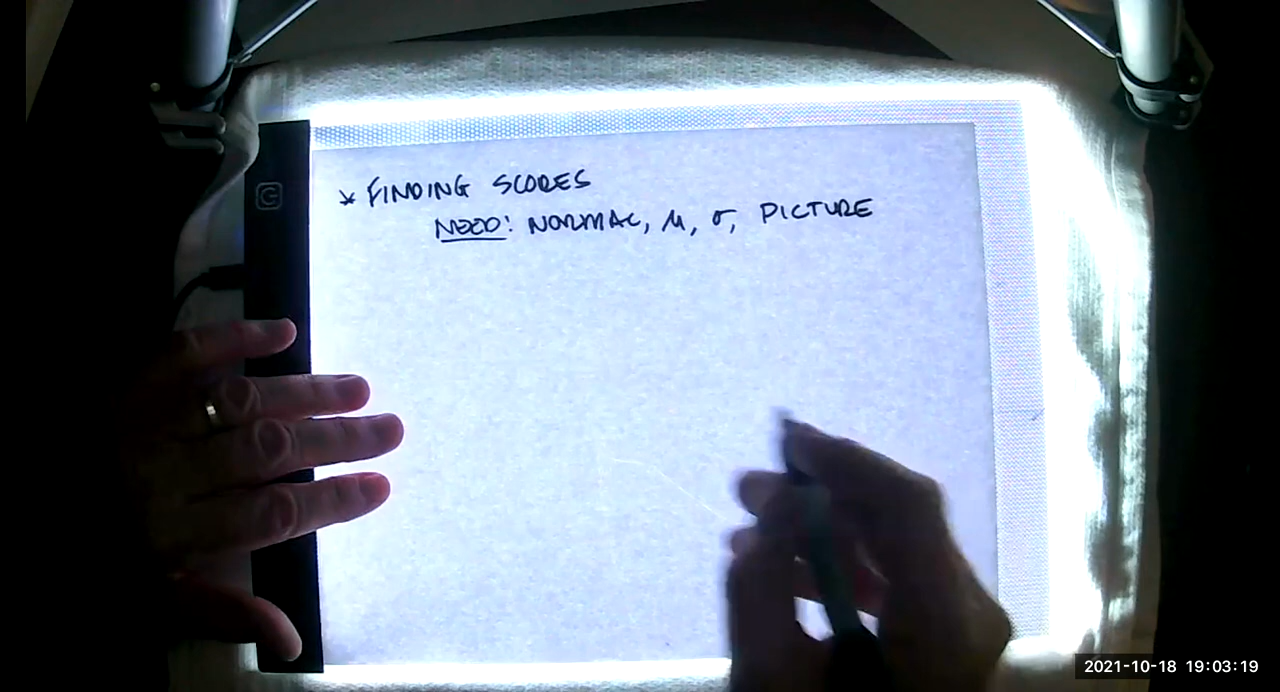 * FINDING SCORES
NEED: NORMAL, μ, σ, PICTURE
2021-10-18 19:03:19